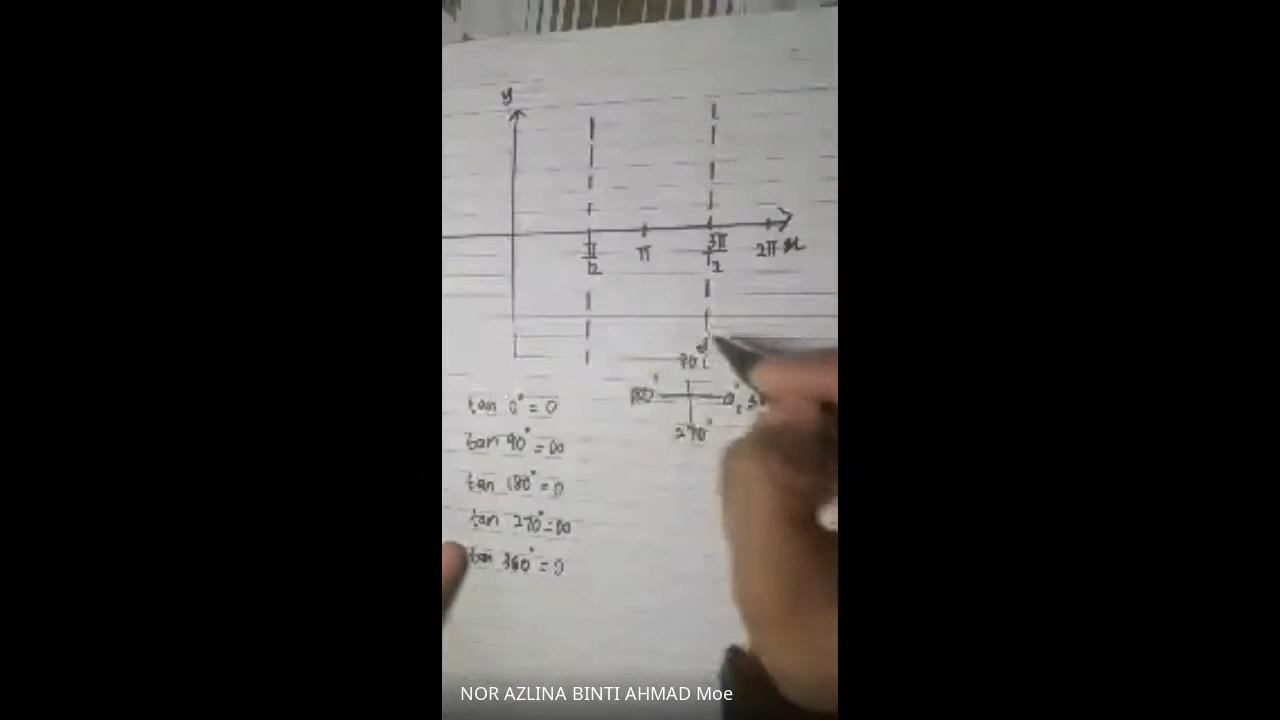 y
π/2 π 3π/2 2π x
90°
180° 0°, 36
270°
tan 0° = 0
tan 90° = ∞
tan 180° = 0
tan 270° = ∞
tan 360° = 0
NOR AZLINA BINTI AHMAD Moe